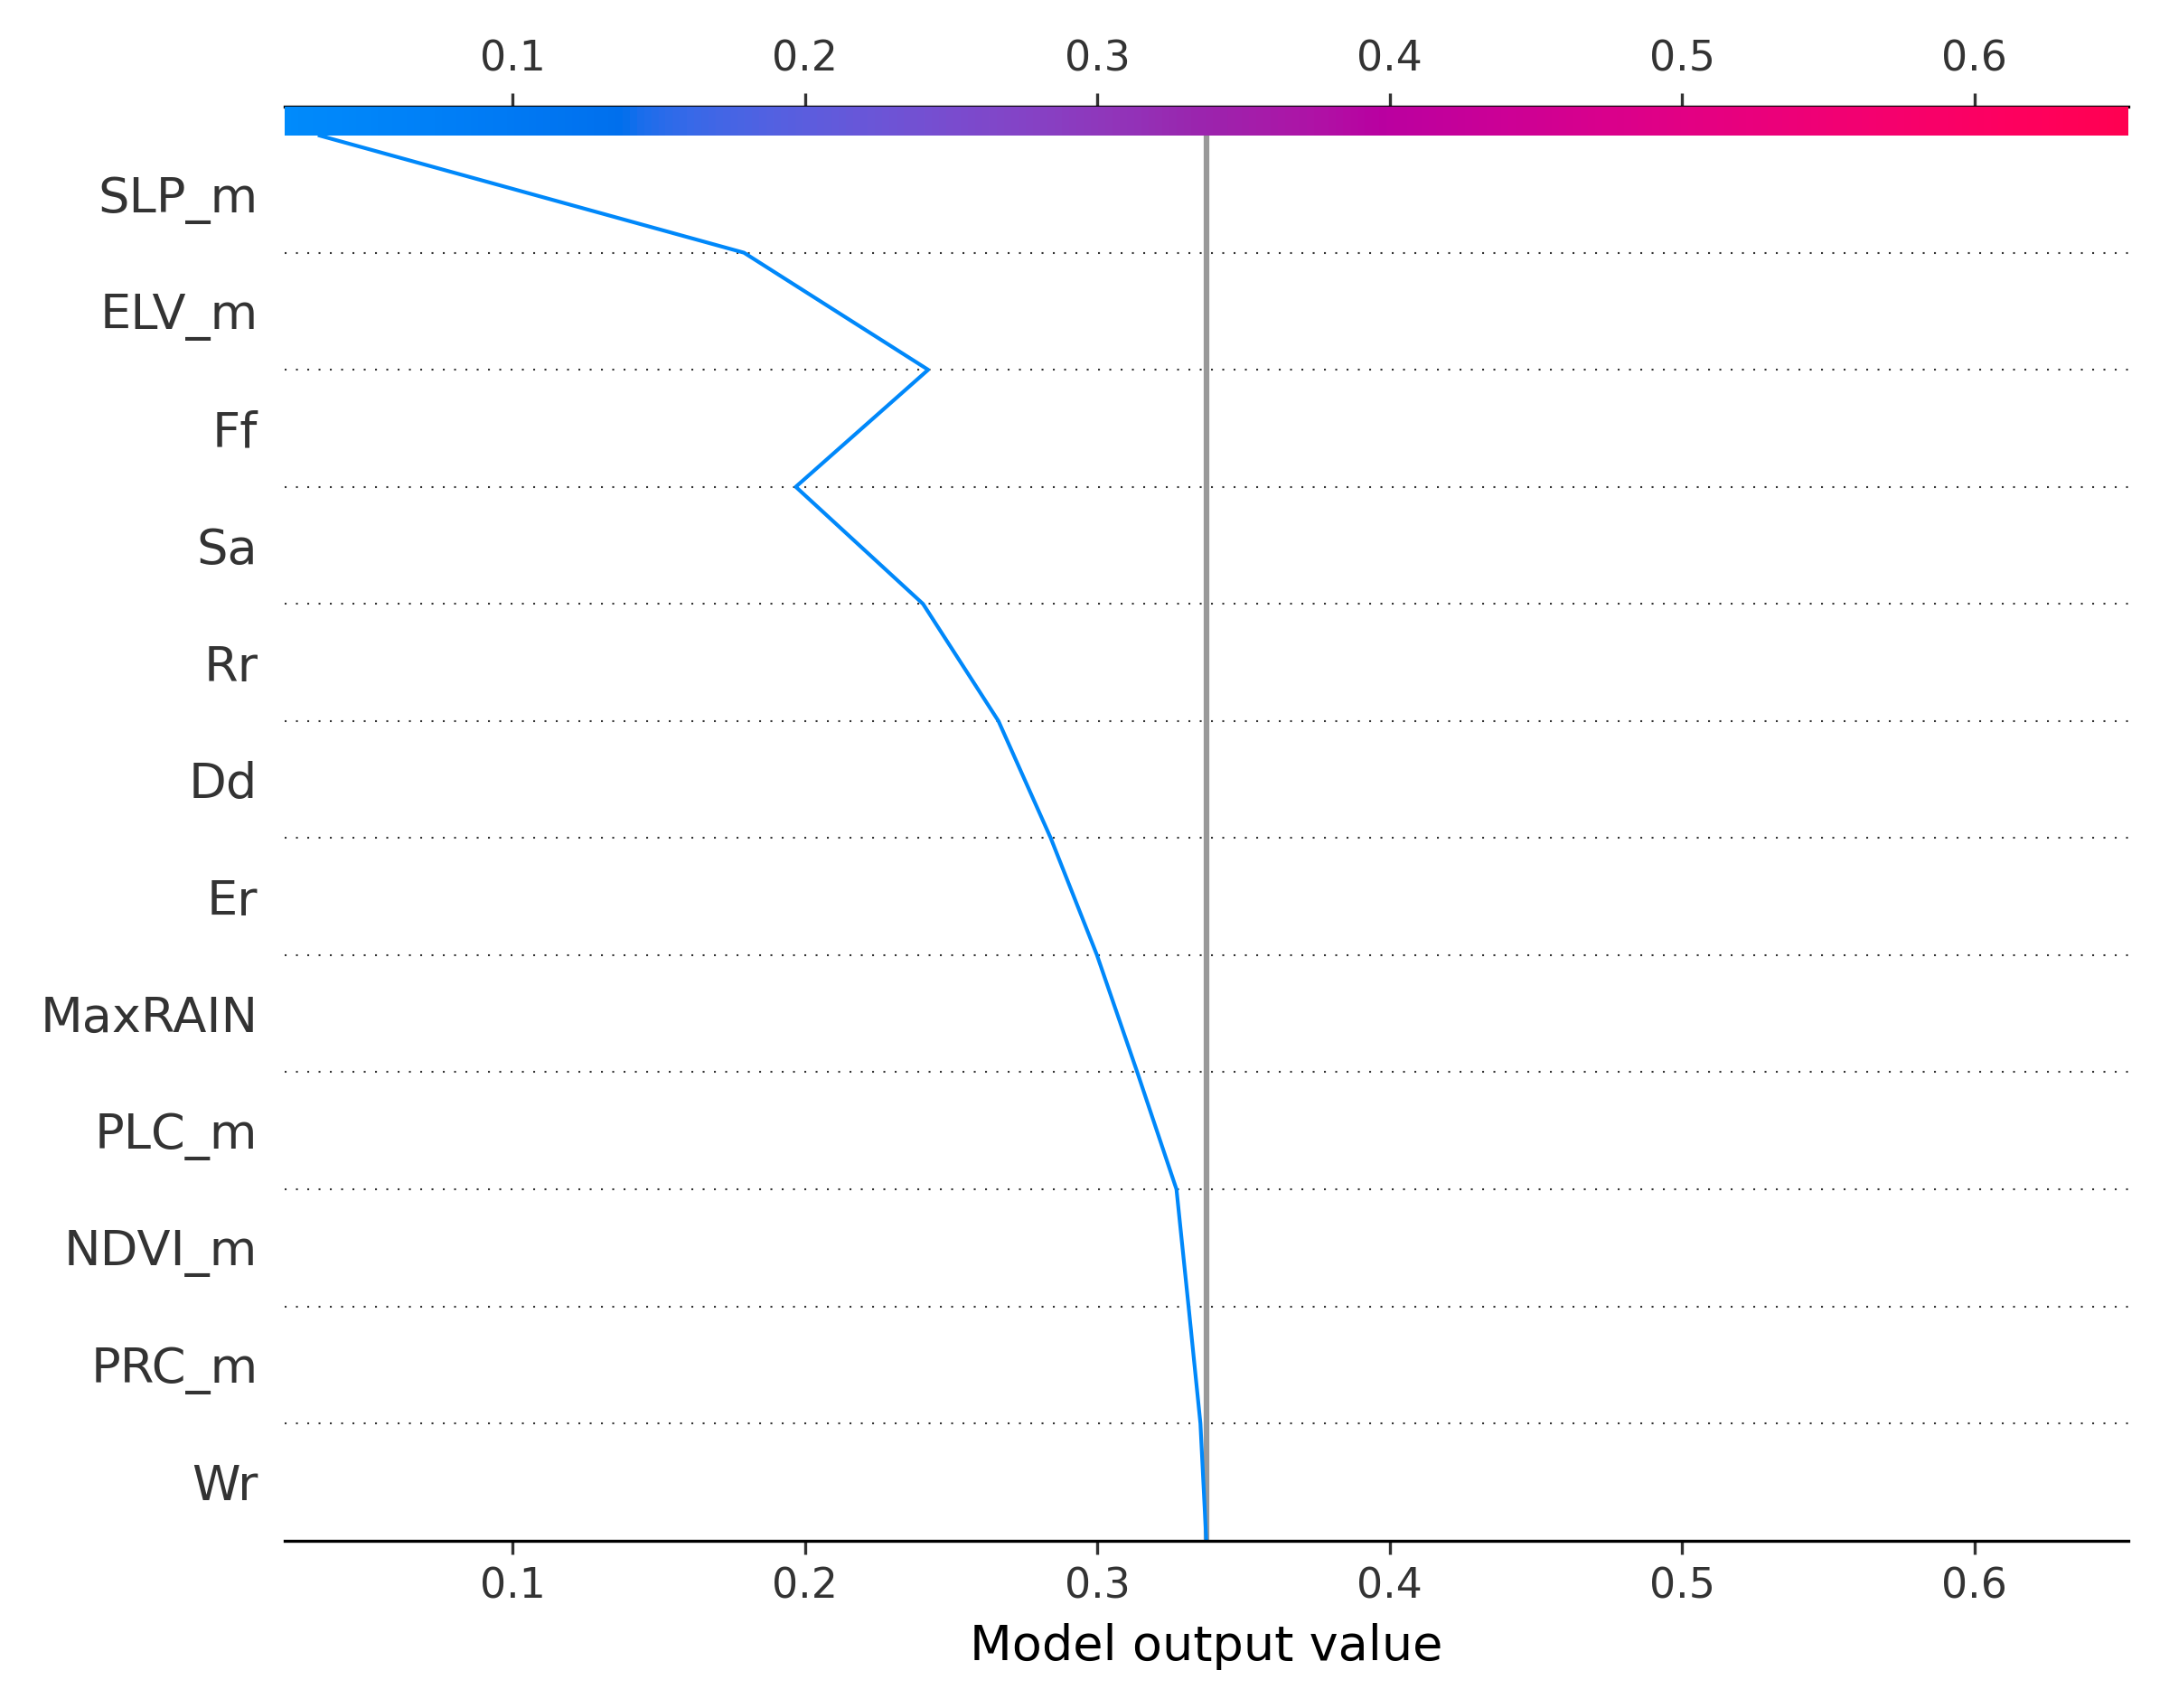 0.1 0.2 0.3 0.4 0.5 0.6
SLP_m
ELV_m
Ff
Sa
Rr
Dd
Er
MaxRAIN
PLC_m
NDVI_m
PRC_m
Wr
0.1 0.2 0.3 0.4 0.5 0.6
Model output value